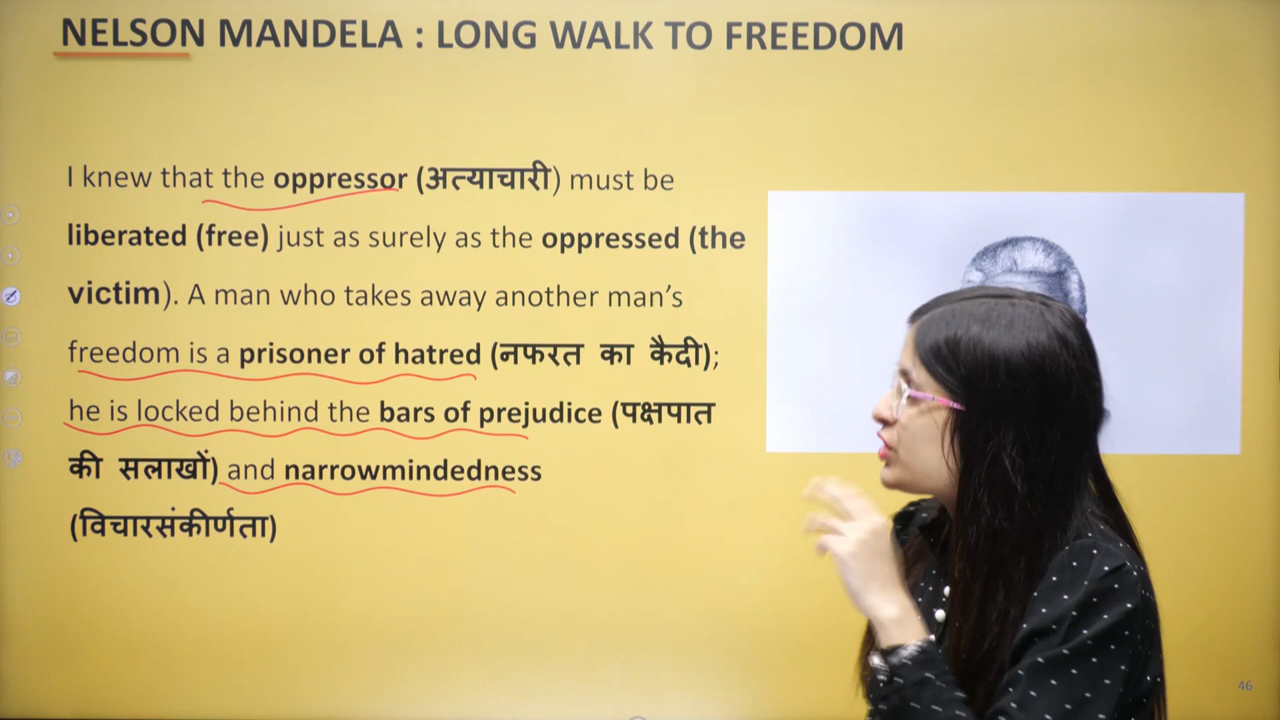 NELSON MANDELA : LONG WALK TO FREEDOM
I knew that the oppressor (अत्याचारी) must be
liberated (free) just as surely as the oppressed (the
victim). A man who takes away another man’s
freedom is a prisoner of hatred (नफरत का कैदी);
he is locked behind the bars of prejudice (पक्षपात
की सलाखों) and narrowmindedness
(विचारसंकीर्णता)
46